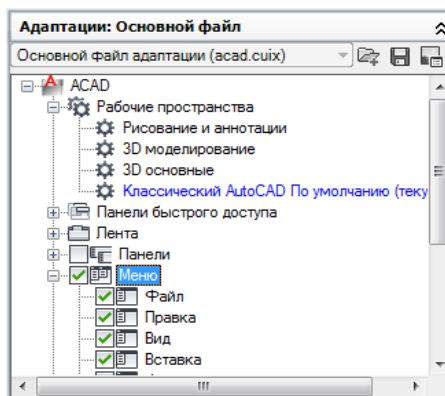 Адаптации: Основной файл
Основной файл адаптации (acad.cuix)
ACAD
Рабочие пространства
Рисование и аннотации
3D моделирование
3D основные
Классический AutoCAD По умолчанию (теку
Панели быстрого доступа
Лента
Панели
Меню
Файл
Правка
Вид
Вставка